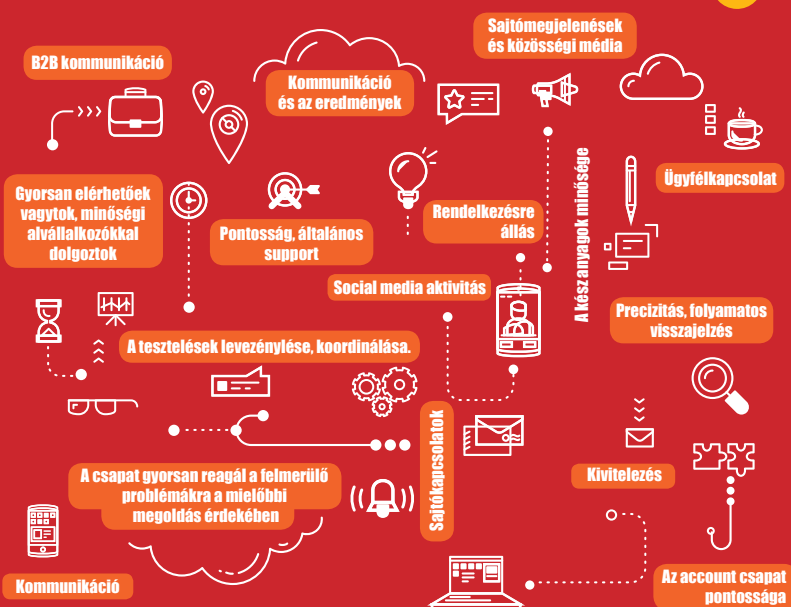 Sajtómegjelenések
és közösségi média
B2B kommunikáció
Kommunikáció
és az eredmények
Ügyfélkapcsolat
Gyorsan elérhetőek
vagytok, minőségi
alvállalkozókkal
dolgoztok
Pontosság, általános
support
Rendelkezésre
állás
A kész anyagok minősége
Social media aktivitás
Precizitás, folyamatos
visszajelzés
A tesztelések levezénylése, koordinálása.
Sajtókapcsolatok
A csapat gyorsan reagál a felmerülő
problémákra a mielőbbi
megoldás érdekében
Kivitelezés
Kommunikáció
Az account csapat
pontossága